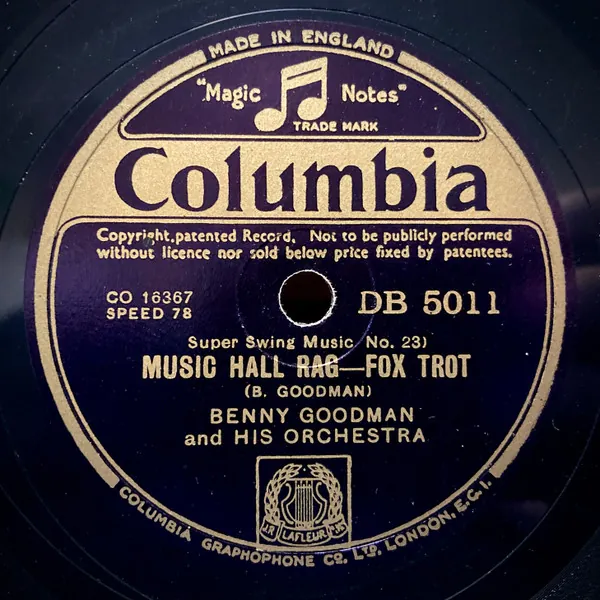 MADE IN ENGLAND
"Magic Notes"
TRADE MARK
Columbia
Copyright, patented Record. Not to be publicly performed
without licence nor sold below price fixed by patentees.
CO 16367
SPEED 78
DB 5011
Super Swing Music No. 23)
MUSIC HALL RAG—FOX TROT
(B. GOODMAN)
BENNY GOODMAN
and HIS ORCHESTRA
J.R. LAFLEUR
COLUMBIA GRAPHOPHONE CO. LTD. LONDON, E.C.1.